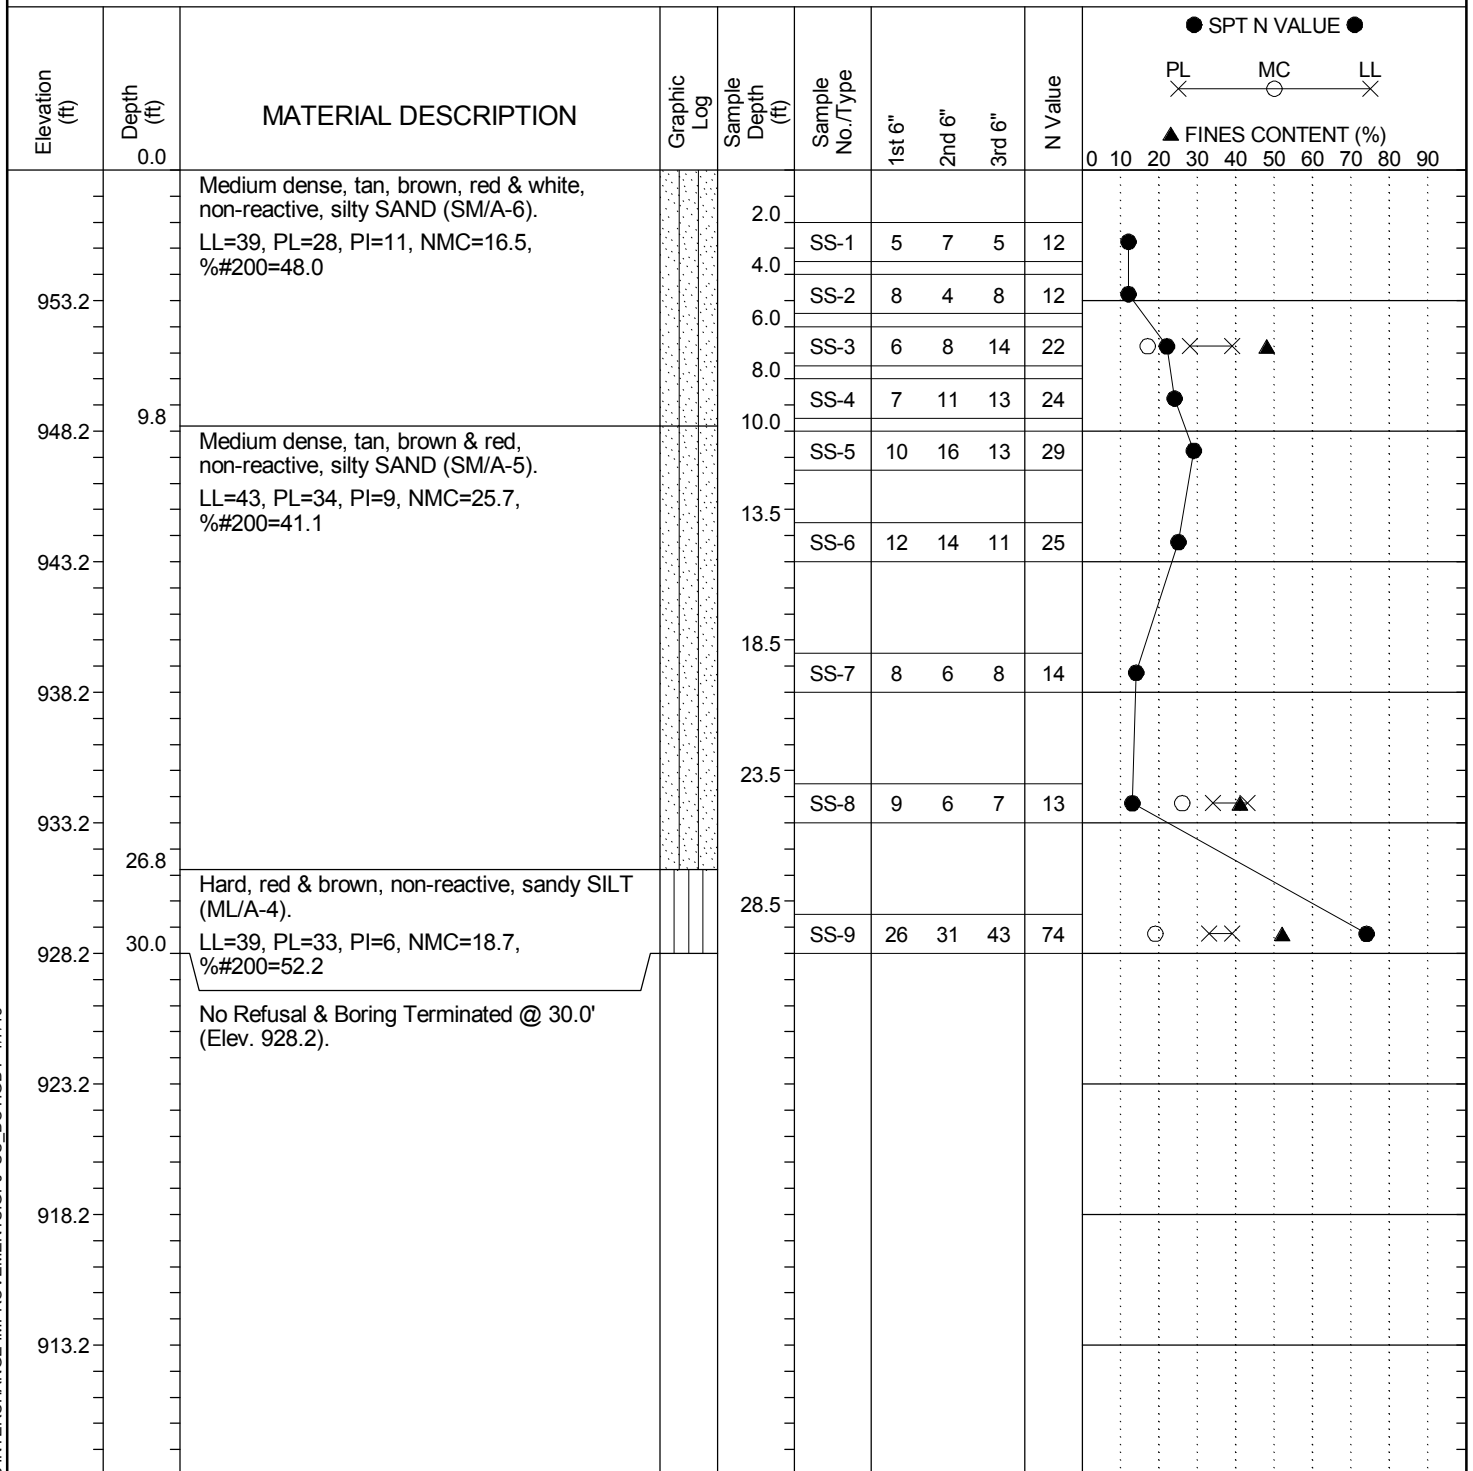 ● SPT N VALUE ●
PL MC LL
▲ FINES CONTENT (%)
0 10 20 30 40 50 60 70 80 90
Elevation (ft)
Depth (ft)
0.0
MATERIAL DESCRIPTION
Graphic Log
Sample Depth (ft)
Sample No./Type
1st 6"
2nd 6"
3rd 6"
N Value
Medium dense, tan, brown, red & white,
non-reactive, silty SAND (SM/A-6).
LL=39, PL=28, PI=11, NMC=16.5,
%#200=48.0
2.0
SS-1 5 7 5 12
4.0
953.2
SS-2 8 4 8 12
6.0
SS-3 6 8 14 22
8.0
SS-4 7 11 13 24
9.8
10.0
948.2
Medium dense, tan, brown & red,
non-reactive, silty SAND (SM/A-5).
LL=43, PL=34, PI=9, NMC=25.7,
%#200=41.1
SS-5 10 16 13 29
13.5
SS-6 12 14 11 25
943.2
18.5
SS-7 8 6 8 14
938.2
23.5
SS-8 9 6 7 13
933.2
26.8
Hard, red & brown, non-reactive, sandy SILT
(ML/A-4).
LL=39, PL=33, PI=6, NMC=18.7,
%#200=52.2
28.5
SS-9 26 31 43 74
30.0
928.2
No Refusal & Boring Terminated @ 30.0'
(Elev. 928.2).
923.2
918.2
913.2